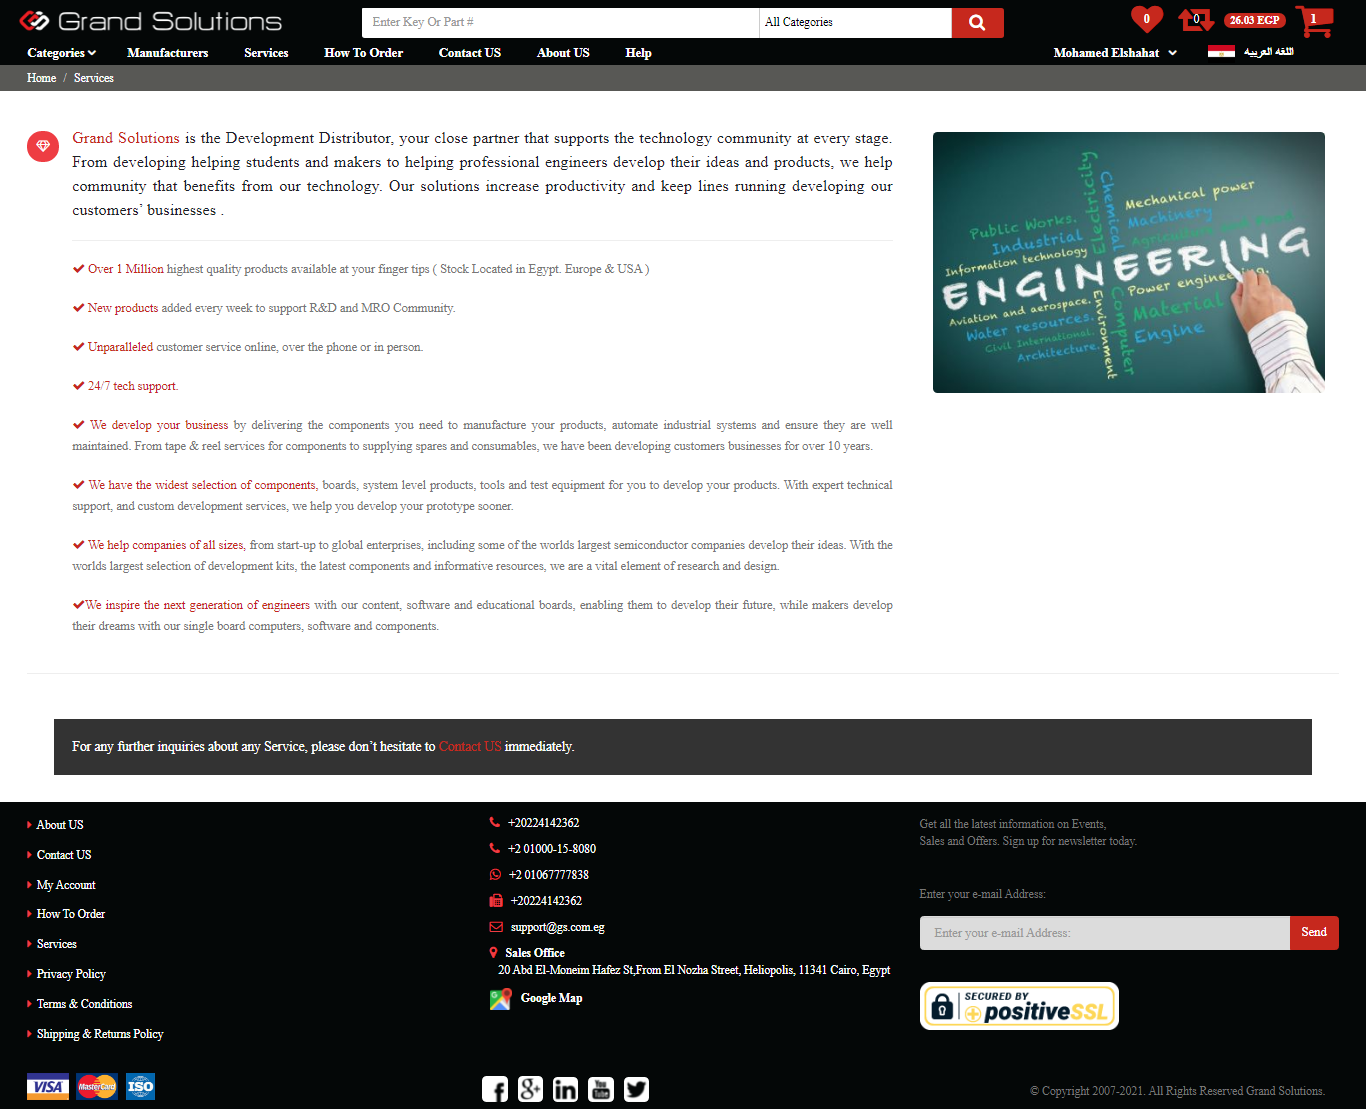 Grand Solutions
Enter Key Or Part #
All Categories
0
0
26.03 EGP
1
Categories
Manufacturers
Services
How To Order
Contact US
About US
Help
Mohamed Elshahat
اللغه العربيه
Home / Services
Grand Solutions is the Development Distributor, your close partner that supports the technology community at every stage.
From developing helping students and makers to helping professional engineers develop their ideas and products, we help
community that benefits from our technology. Our solutions increase productivity and keep lines running developing our
customers’ businesses .
Over 1 Million highest quality products available at your finger tips ( Stock Located in Egypt. Europe & USA )
New products added every week to support R&D and MRO Community.
Unparalleled customer service online, over the phone or in person.
24/7 tech support.
We develop your business by delivering the components you need to manufacture your products, automate industrial systems and ensure they are well
maintained. From tape & reel services for components to supplying spares and consumables, we have been developing customers businesses for over 10 years.
We have the widest selection of components, boards, system level products, tools and test equipment for you to develop your products. With expert technical
support, and custom development services, we help you develop your prototype sooner.
We help companies of all sizes, from start-up to global enterprises, including some of the worlds largest semiconductor companies develop their ideas. With the
worlds largest selection of development kits, the latest components and informative resources, we are a vital element of research and design.
We inspire the next generation of engineers with our content, software and educational boards, enabling them to develop their future, while makers develop
their dreams with our single board computers, software and components.
Electricity
Chemical
Mechanical power
Public Works.
Machinery
Industrial
Agriculture and Food
Information technology
ENGINEERING
Power engineering.
Aviation and aerospace.
Environment
Computer
Material
Water resources.
Engine
Civil International.
Architecture.
For any further inquiries about any Service, please don’t hesitate to Contact US immediately.
About US
Contact US
My Account
How To Order
Services
Privacy Policy
Terms & Conditions
Shipping & Returns Policy
+20224142362
+2 01000-15-8080
+2 01067777838
+20224142362
support@gs.com.eg
Sales Office
20 Abd El-Moneim Hafez St,From El Nozha Street, Heliopolis, 11341 Cairo, Egypt
Google Map
Get all the latest information on Events,
Sales and Offers. Sign up for newsletter today.
Enter your e-mail Address:
Enter your e-mail Address:
Send
SECURED BY
positiveSSL
VISA
MasterCard
ISO
f
g+
in
You Tube
© Copyright 2007-2021. All Rights Reserved Grand Solutions.